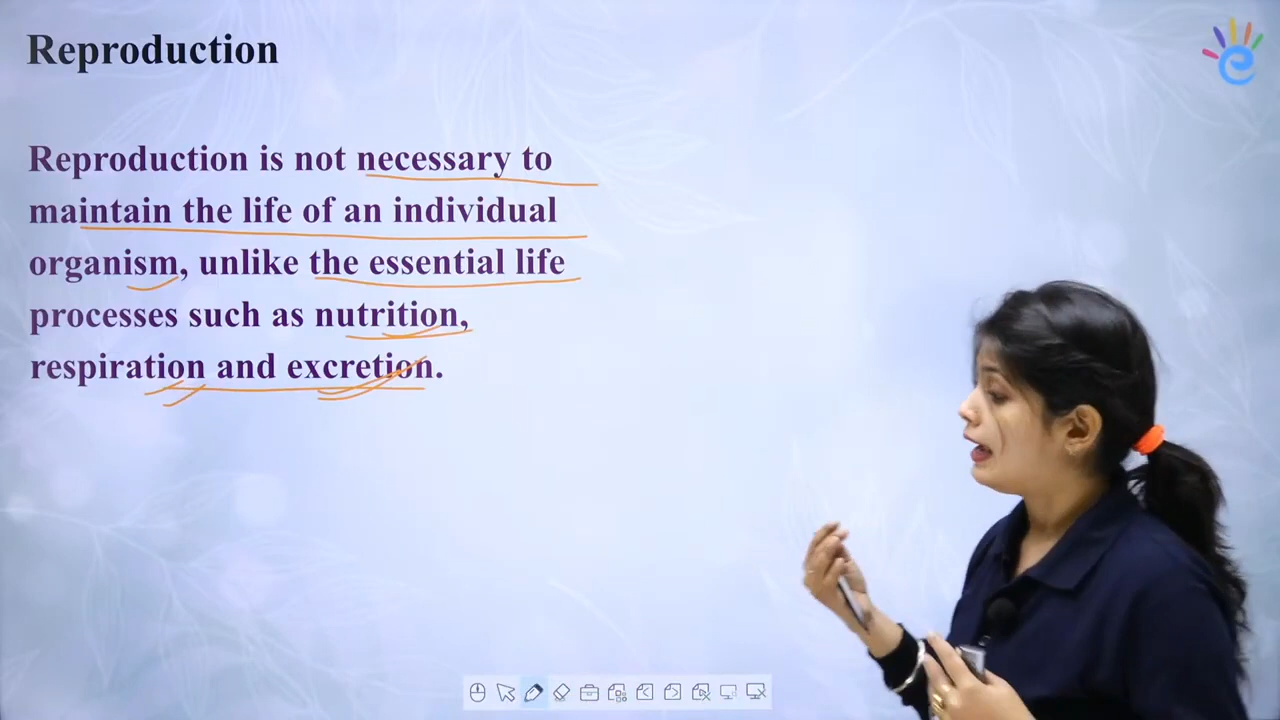 Reproduction
Reproduction is not necessary to
maintain the life of an individual
organism, unlike the essential life
processes such as nutrition,
respiration and excretion.